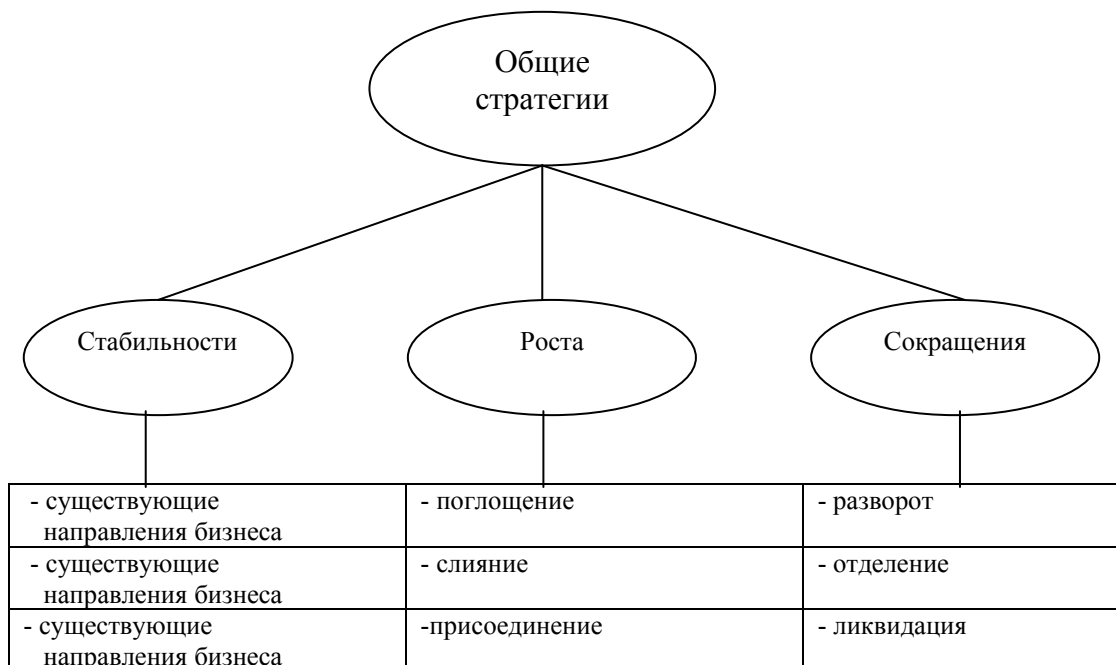 Общие
стратегии
Стабильности
Роста
Сокращения
- существующие
направления бизнеса
- поглощение
- разворот
- существующие
направления бизнеса
- слияние
- отделение
- существующие
направления бизнеса
-присоединение
- ликвидация